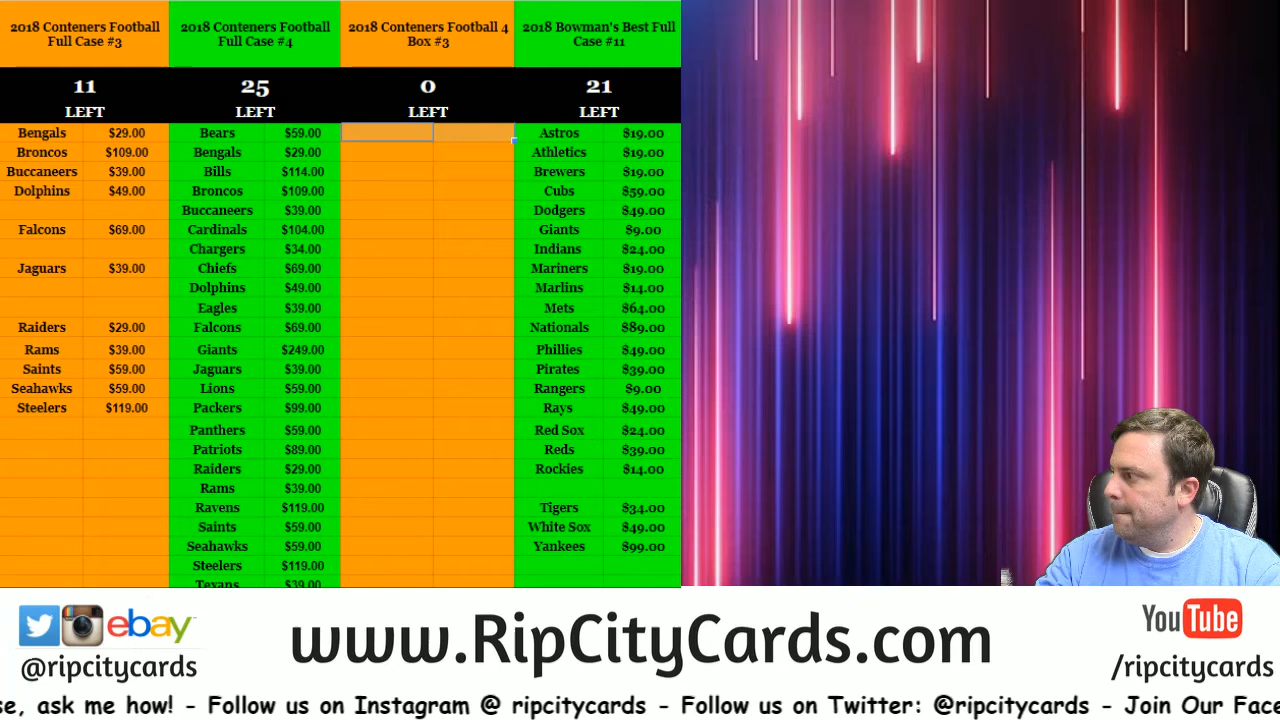 2018 Conteners Football
Full Case #3
2018 Conteners Football
Full Case #4
2018 Conteners Football 4
Box #3
2018 Bowman's Best Full
Case #11
11
LEFT
25
LEFT
0
LEFT
21
LEFT
Bengals $29.00
Broncos $109.00
Buccaneers $39.00
Dolphins $49.00
Falcons $69.00
Jaguars $39.00
Raiders $29.00
Rams $39.00
Saints $59.00
Seahawks $59.00
Steelers $119.00
Bears $59.00
Bengals $29.00
Bills $114.00
Broncos $109.00
Buccaneers $39.00
Cardinals $104.00
Chargers $34.00
Chiefs $69.00
Dolphins $49.00
Eagles $39.00
Falcons $69.00
Giants $249.00
Jaguars $39.00
Lions $59.00
Packers $99.00
Panthers $59.00
Patriots $89.00
Raiders $29.00
Rams $39.00
Ravens $119.00
Saints $59.00
Seahawks $59.00
Steelers $119.00
Texans $39.00
Astros $19.00
Athletics $19.00
Brewers $19.00
Cubs $59.00
Dodgers $49.00
Giants $9.00
Indians $24.00
Mariners $19.00
Marlins $14.00
Mets $64.00
Nationals $89.00
Phillies $49.00
Pirates $39.00
Rangers $9.00
Rays $49.00
Red Sox $24.00
Reds $39.00
Rockies $14.00
Tigers $34.00
White Sox $49.00
Yankees $99.00
ebay
@ripcitycards
www.RipCityCards.com
YouTube
/ripcitycards
se, ask me how! - Follow us on Instagram @ ripcitycards - Follow us on Twitter: @ripcitycards - Join Our Face